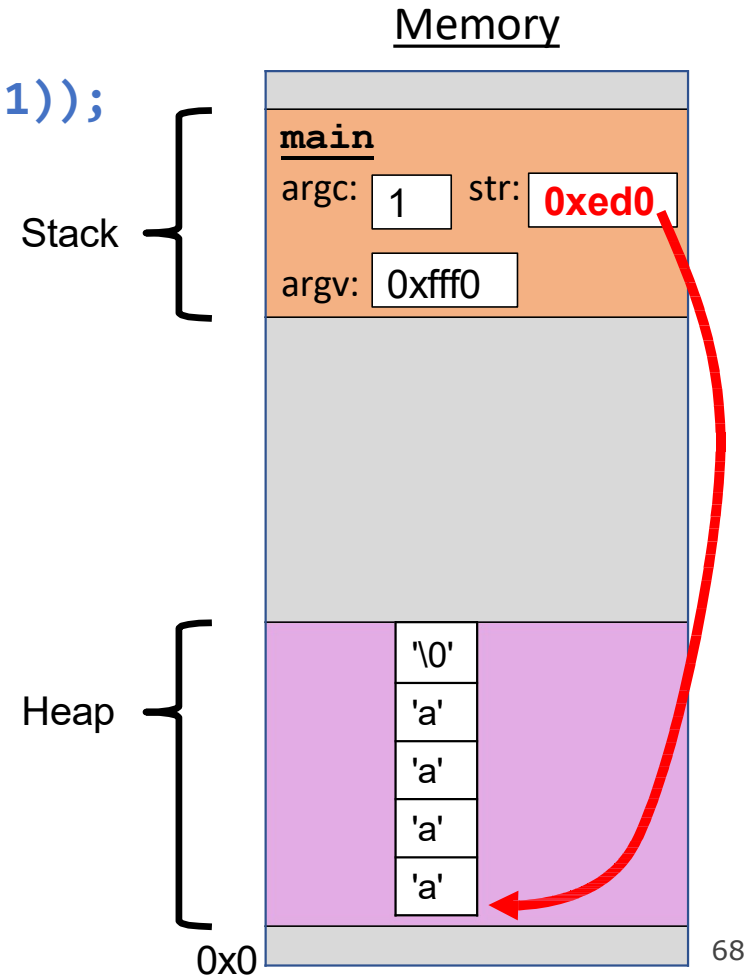 Memory
1));
main
argc: 1 str: 0xed0
Stack
argv: 0xfff0
'\0'
'a'
Heap
'a'
'a'
'a'
0x0
68